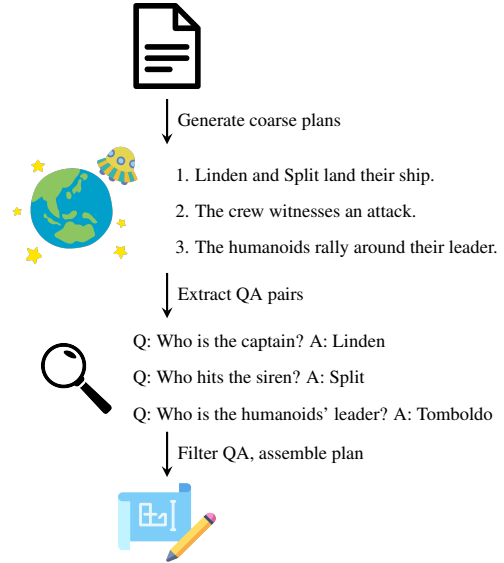 Generate coarse plans
1. Linden and Split land their ship.
2. The crew witnesses an attack.
3. The humanoids rally around their leader.
Extract QA pairs
Q: Who is the captain? A: Linden
Q: Who hits the siren? A: Split
Q: Who is the humanoids' leader? A: Tomboldo
Filter QA, assemble plan